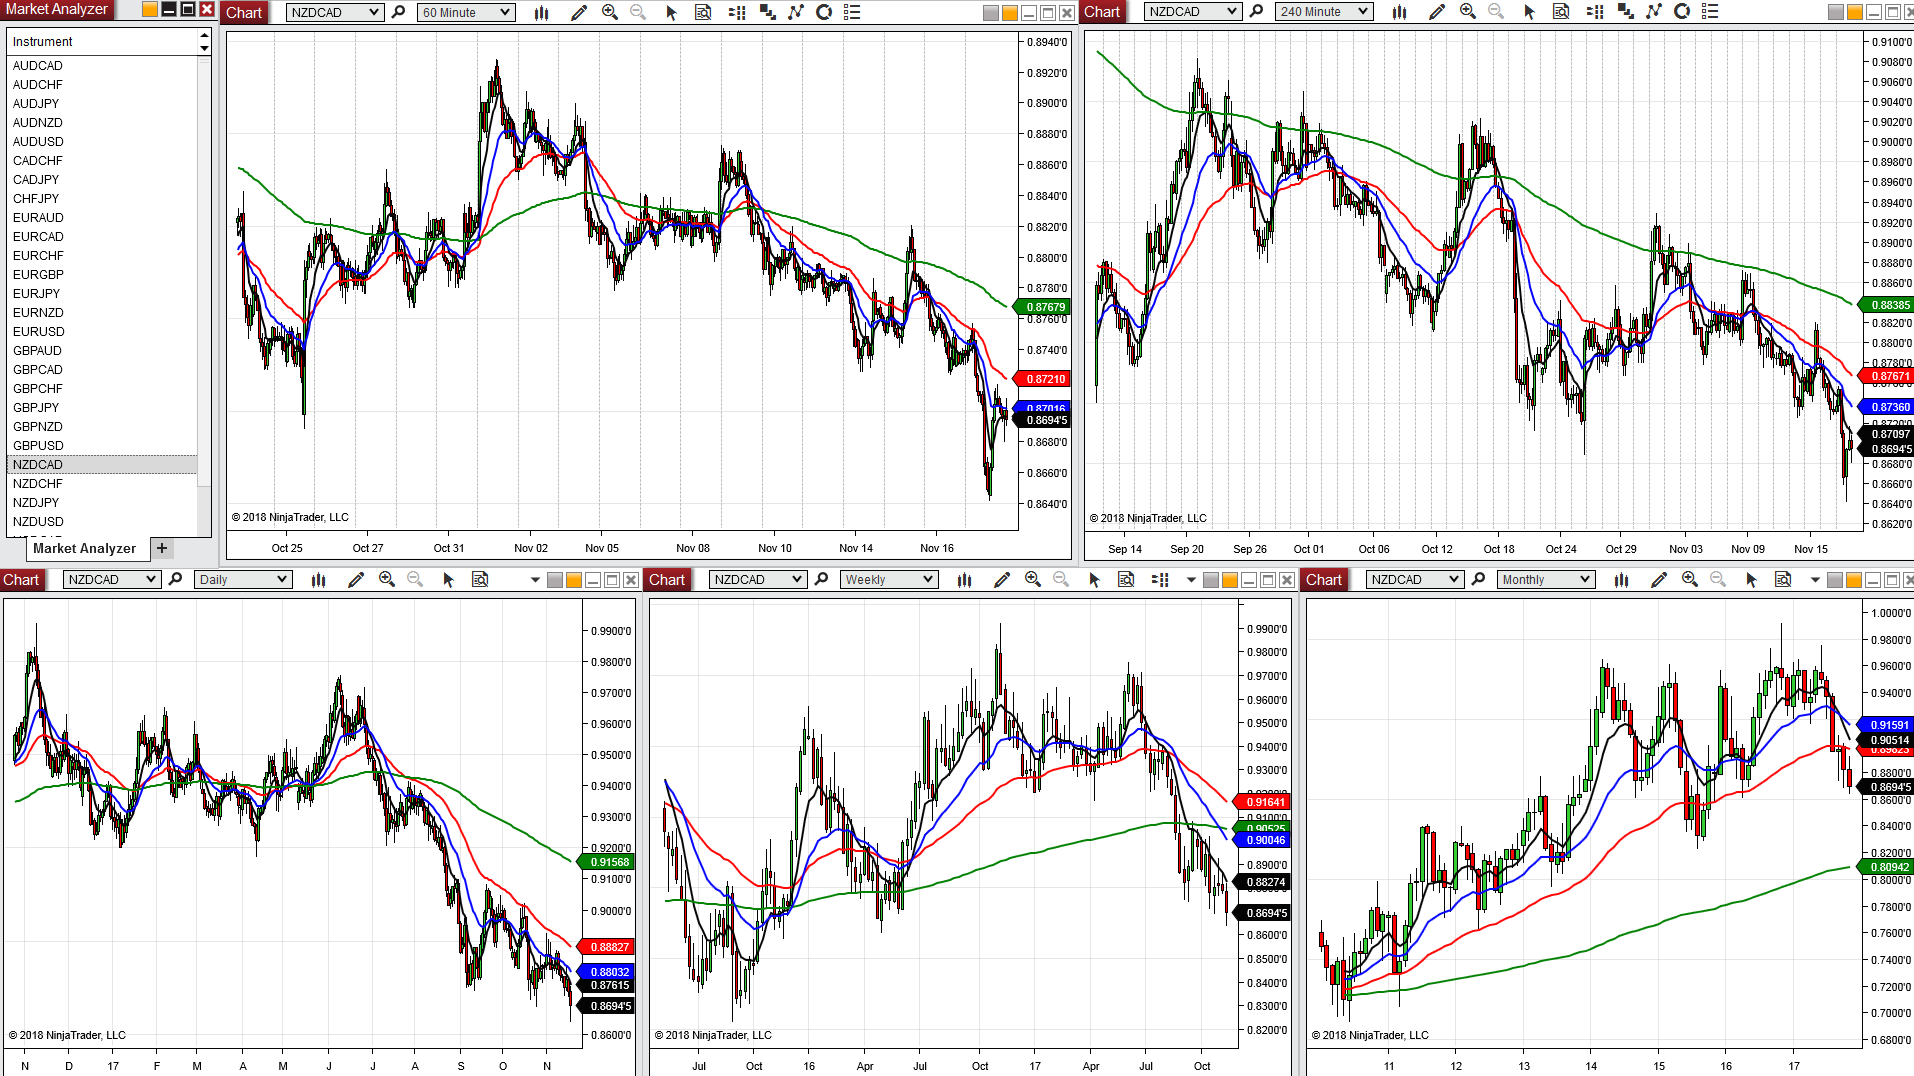 Market Analyzer
Instrument
AUDCAD
AUDCHF
AUDJPY
AUDNZD
AUDUSD
CADCHF
CADJPY
CHFJPY
EURAUD
EURCAD
EURCHF
EURGBP
EURJPY
EURNZD
EURUSD
GBPAUD
GBPCAD
GBPCHF
GBPJPY
GBPNZD
GBPUSD
NZDCAD
NZDCHF
NZDJPY
NZDUSD
Market Analyzer +
Chart NZDCAD 60 Minute
0.8940'0
0.8920'0
0.8900'0
0.8880'0
0.8860'0
0.8840'0
0.8820'0
0.8800'0
0.8780'0
0.87679
0.8760'0
0.8740'0
0.87210
0.87016
0.8694'5
0.8680'0
0.8660'0
0.8640'0
© 2018 NinjaTrader, LLC
Oct 25 Oct 27 Oct 31 Nov 02 Nov 05 Nov 08 Nov 10 Nov 14 Nov 16
Chart NZDCAD 240 Minute
0.9100'0
0.9080'0
0.9060'0
0.9040'0
0.9020'0
0.9000'0
0.8980'0
0.8960'0
0.8940'0
0.8920'0
0.8900'0
0.8880'0
0.8860'0
0.88385
0.8820'0
0.8800'0
0.8780'0
0.87671
0.87360
0.87097
0.8694'5
0.8680'0
0.8660'0
0.8640'0
0.8620'0
© 2018 NinjaTrader, LLC
Sep 14 Sep 20 Sep 26 Oct 01 Oct 06 Oct 12 Oct 18 Oct 24 Oct 29 Nov 03 Nov 09 Nov 15
Chart NZDCAD Daily
0.9900'0
0.9800'0
0.9700'0
0.9600'0
0.9500'0
0.9400'0
0.9300'0
0.9200'0
0.91568
0.9100'0
0.9000'0
0.88827
0.88032
0.87615
0.8694'5
0.8600'0
© 2018 NinjaTrader, LLC
N D 17 F M A M J J A S O N
Chart NZDCAD Weekly
0.9900'0
0.9800'0
0.9700'0
0.9600'0
0.9500'0
0.9400'0
0.9300'0
0.91641
0.9100'0
0.90525
0.90046
0.8900'0
0.88274
0.8694'5
0.8600'0
0.8500'0
0.8400'0
0.8300'0
0.8200'0
© 2018 NinjaTrader, LLC
Jul Oct 16 Apr Jul Oct 17 Apr Jul Oct
Chart NZDCAD Monthly
1.0000'0
0.9800'0
0.9600'0
0.9400'0
0.91591
0.90514
0.8800'0
0.8694'5
0.8600'0
0.8400'0
0.8200'0
0.80942
0.8000'0
0.7800'0
0.7600'0
0.7400'0
0.7200'0
0.7000'0
0.6800'0
© 2018 NinjaTrader, LLC
11 12 13 14 15 16 17